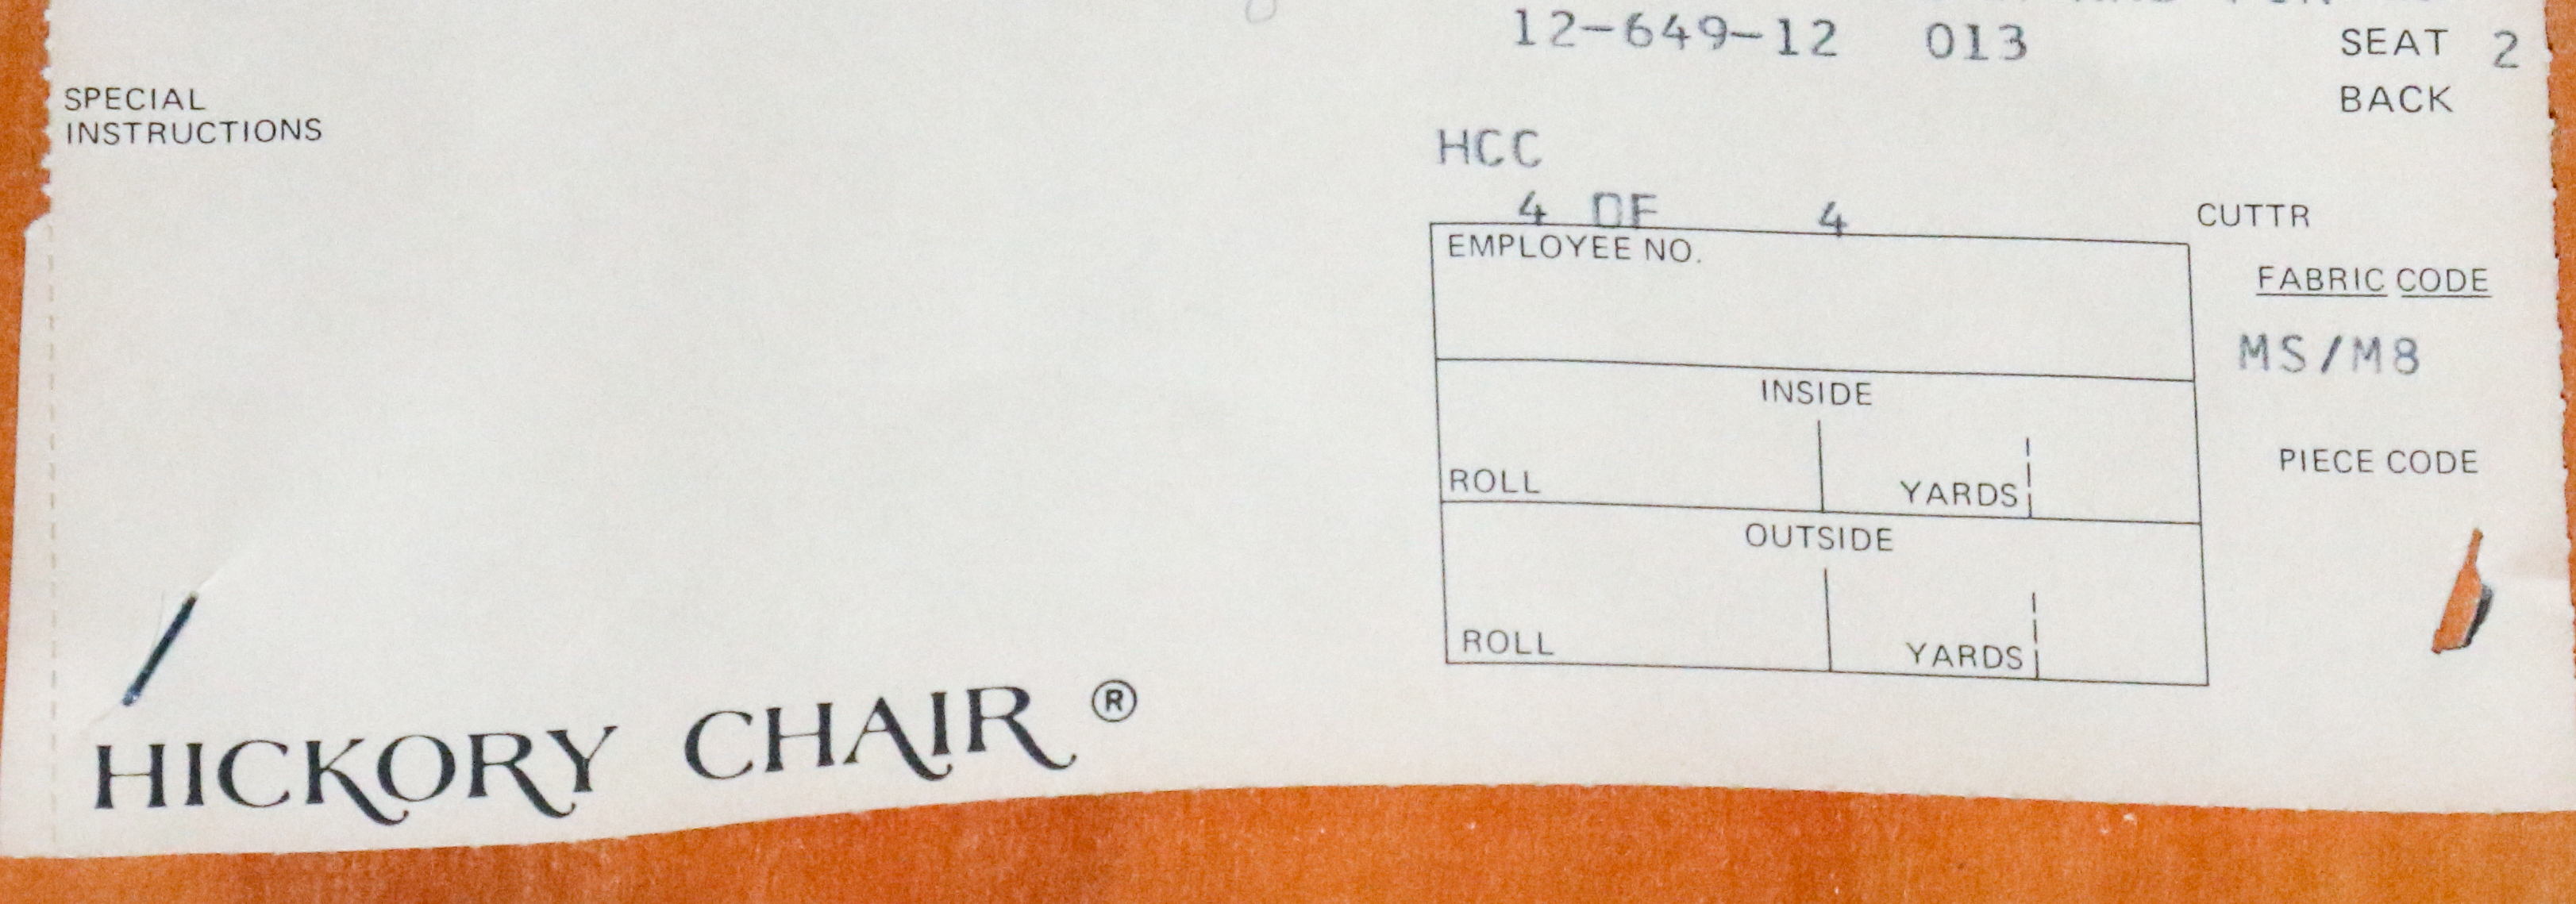 12-649-12 013
SEAT 2
BACK
SPECIAL
INSTRUCTIONS
HCC
4 OF 4
CUTTR
EMPLOYEE NO.
FABRIC CODE
MS/M8
INSIDE
ROLL YARDS
PIECE CODE
OUTSIDE
ROLL YARDS
HICKORY CHAIR ®